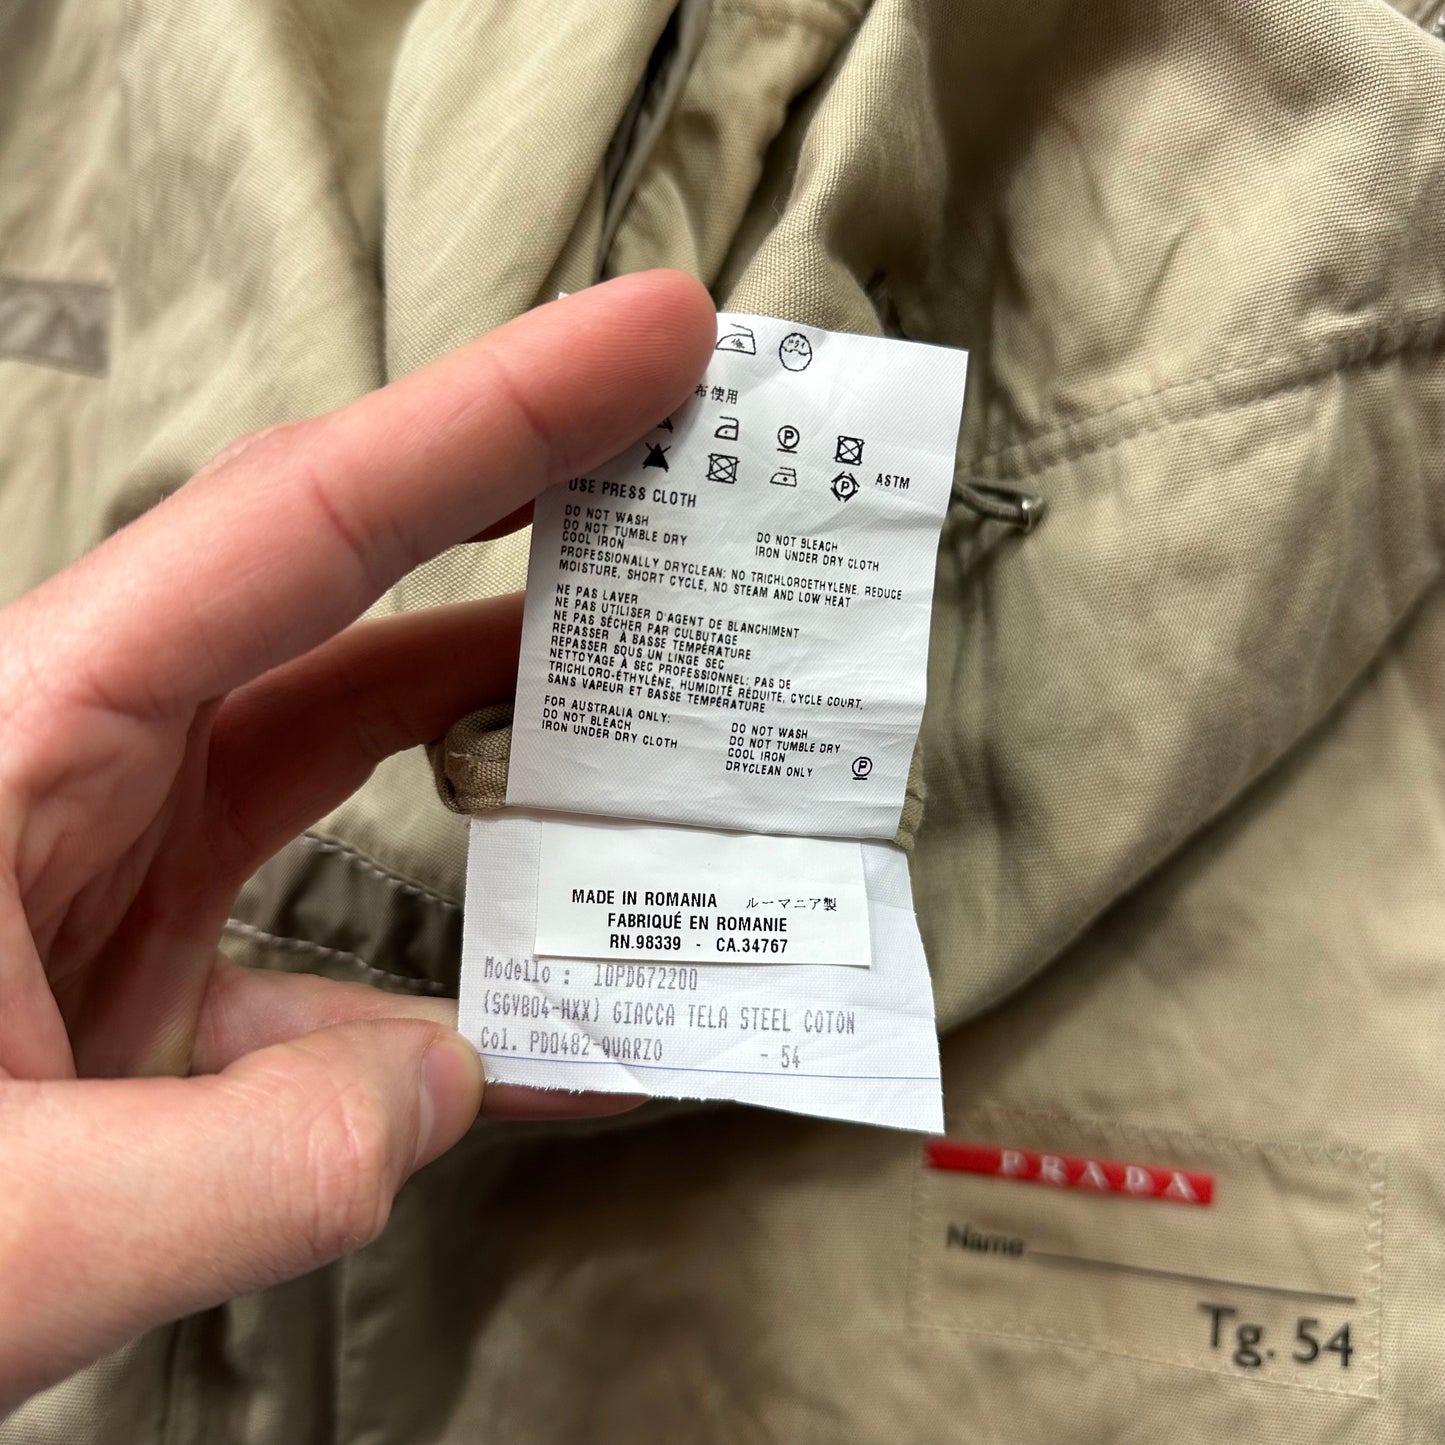 ドライ
布使用
ASTM
USE PRESS CLOTH
DO NOT WASH
DO NOT TUMBLE DRY
COOL IRON
DO NOT BLEACH
IRON UNDER DRY CLOTH
PROFESSIONALLY DRYCLEAN: NO TRICHLOROETHYLENE, REDUCE
MOISTURE, SHORT CYCLE, NO STEAM AND LOW HEAT
NE PAS LAVER
NE PAS UTILISER D'AGENT DE BLANCHIMENT
NE PAS SÉCHER PAR CULBUTAGE
REPASSER À BASSE TEMPÉRATURE
REPASSER SOUS UN LINGE SEC
NETTOYAGE À SEC PROFESSIONNEL: PAS DE
TRICHLORO-ÉTHYLÈNE, HUMIDITÉ RÉDUITE, CYCLE COURT,
SANS VAPEUR ET BASSE TEMPÉRATURE
FOR AUSTRALIA ONLY:
DO NOT BLEACH
IRON UNDER DRY CLOTH
DO NOT WASH
DO NOT TUMBLE DRY
COOL IRON
DRYCLEAN ONLY
P
MADE IN ROMANIA ルーマニア製
FABRIQUÉ EN ROMANIE
RN.98339 - CA.34767
Modello : 1DPD672200
(SGVB04-HXX) GIACCA TELA STEEL COTON
Col. PD0482-QUARZO - 54
PRADA
Name
Tg. 54